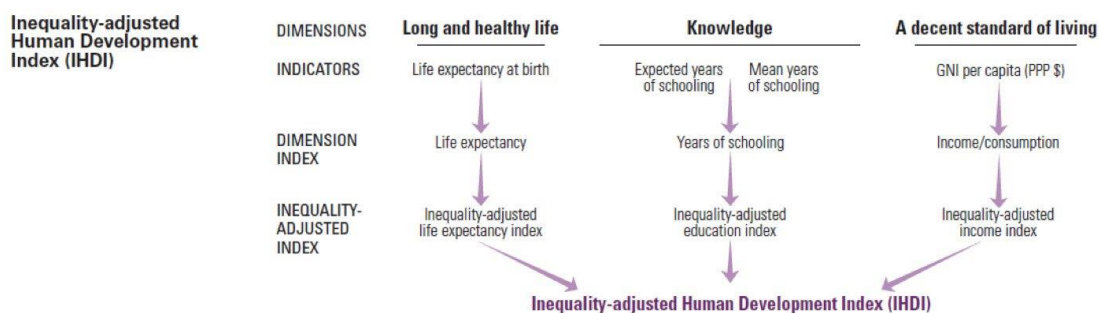 Inequality-adjusted
Human Development
Index (IHDI)
DIMENSIONS
Long and healthy life
Knowledge
A decent standard of living
INDICATORS
Life expectancy at birth
Expected years
of schooling
Mean years
of schooling
GNI per capita (PPP $)
DIMENSION
INDEX
Life expectancy
Years of schooling
Income/consumption
INEQUALITY-
ADJUSTED
INDEX
Inequality-adjusted
life expectancy index
Inequality-adjusted
education index
Inequality-adjusted
income index
Inequality-adjusted Human Development Index (IHDI)